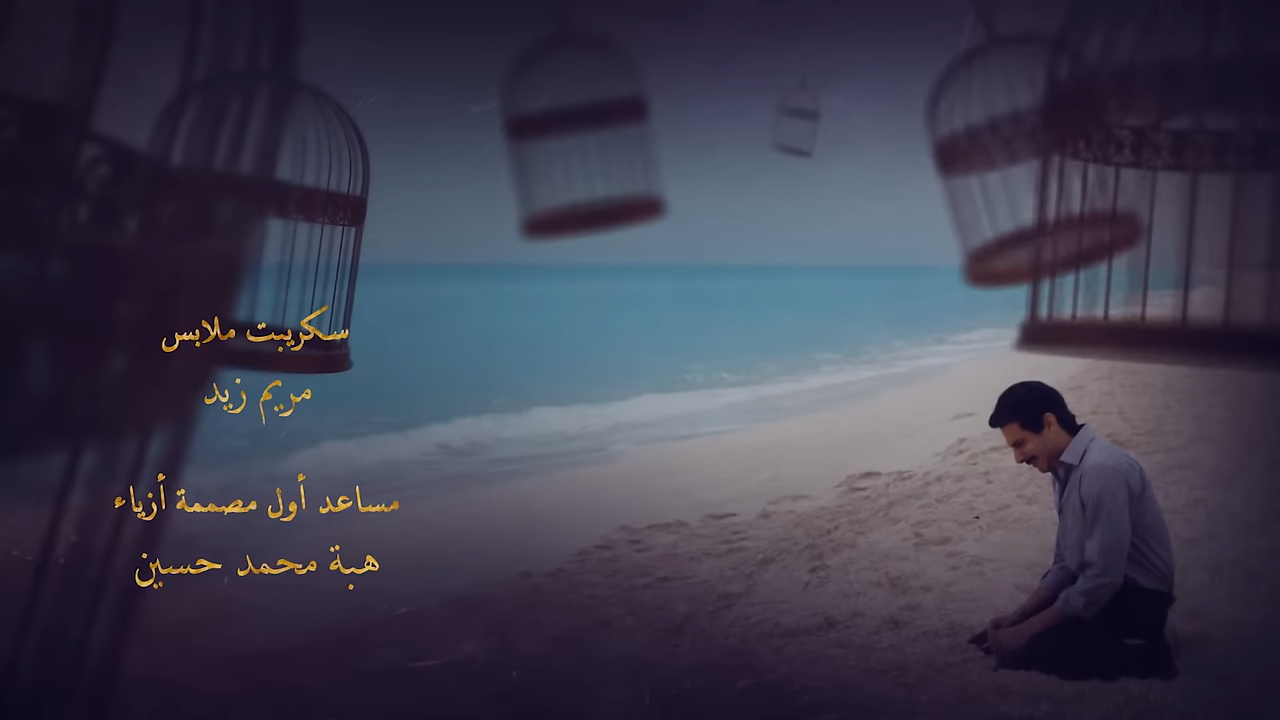 سكريبت ملابس
مريم زيد
مساعد أول مصممة أزياء
هبة محمد حسين